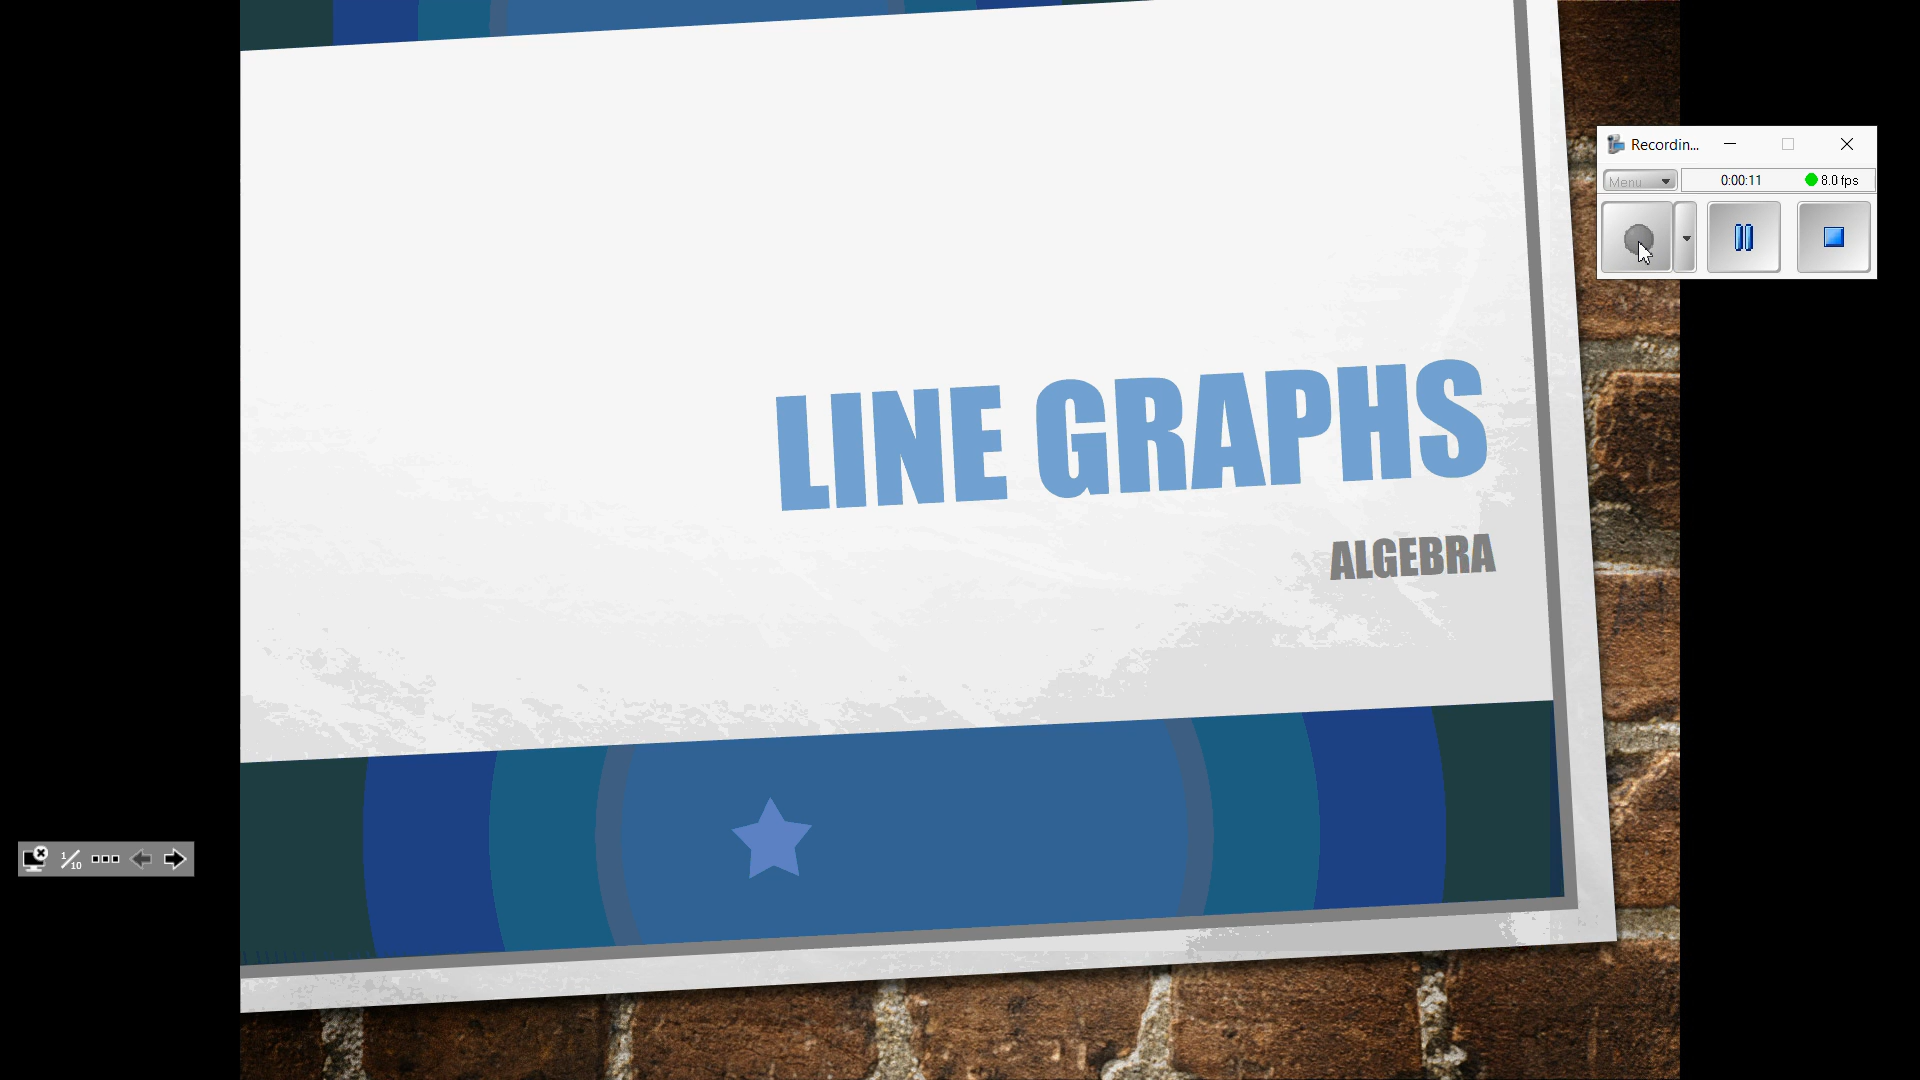 Recordin...
Menu
0:00:11
8.0 fps
LINE GRAPHS
ALGEBRA
1/10